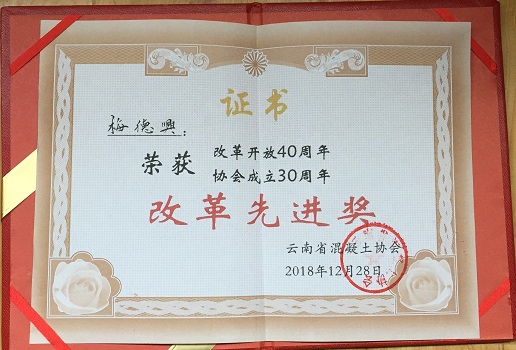 证书
梅德興：
荣获
改革开放40周年
协会成立30周年
改革先进奖
云南省混凝土协会
2018年12月28日